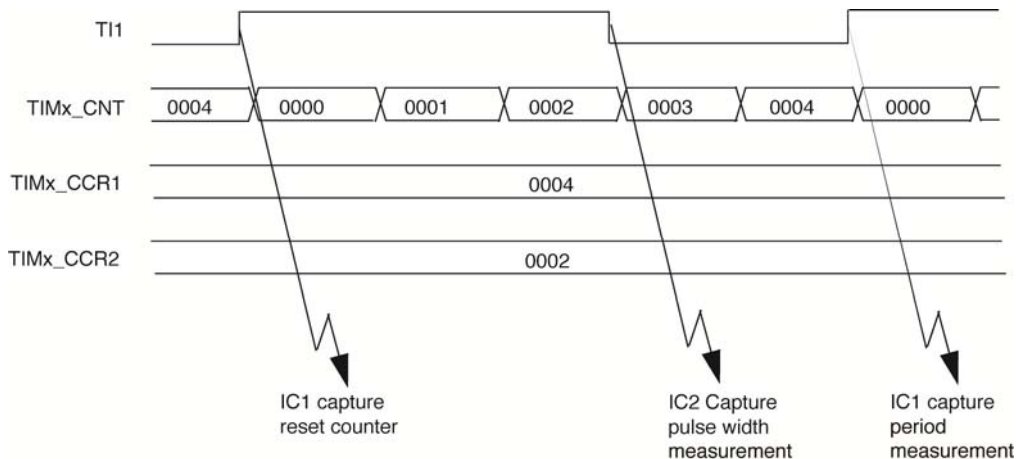 TI1
TIMx_CNT 0004 0000 0001 0002 0003 0004 0000
TIMx_CCR1 0004
TIMx_CCR2 0002
IC1 capture
reset counter
IC2 Capture
pulse width
measurement
IC1 capture
period
measurement